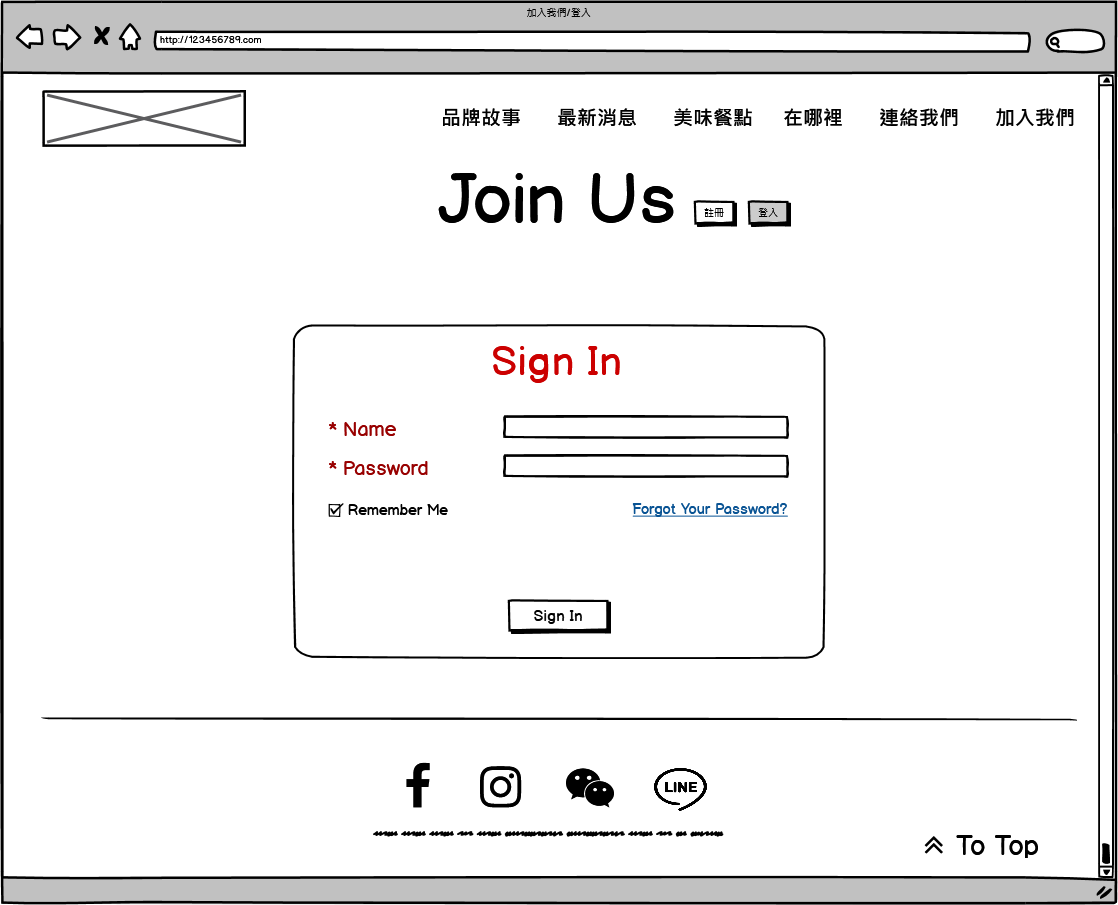 加入我們/登入
http://123456789.com
品牌故事 最新消息 美味餐點 在哪裡 連絡我們 加入我們
Join Us 註冊 登入
Sign In
* Name
* Password
Remember Me Forgot Your Password?
Sign In
LINE
To Top